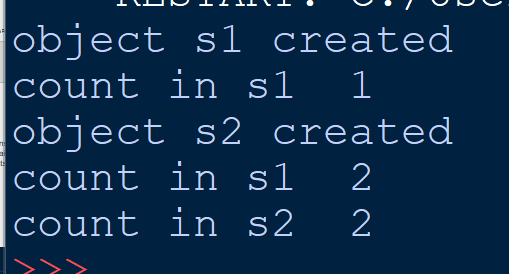 object s1 created
count in s1  1
object s2 created
count in s1  2
count in s2  2
>>>